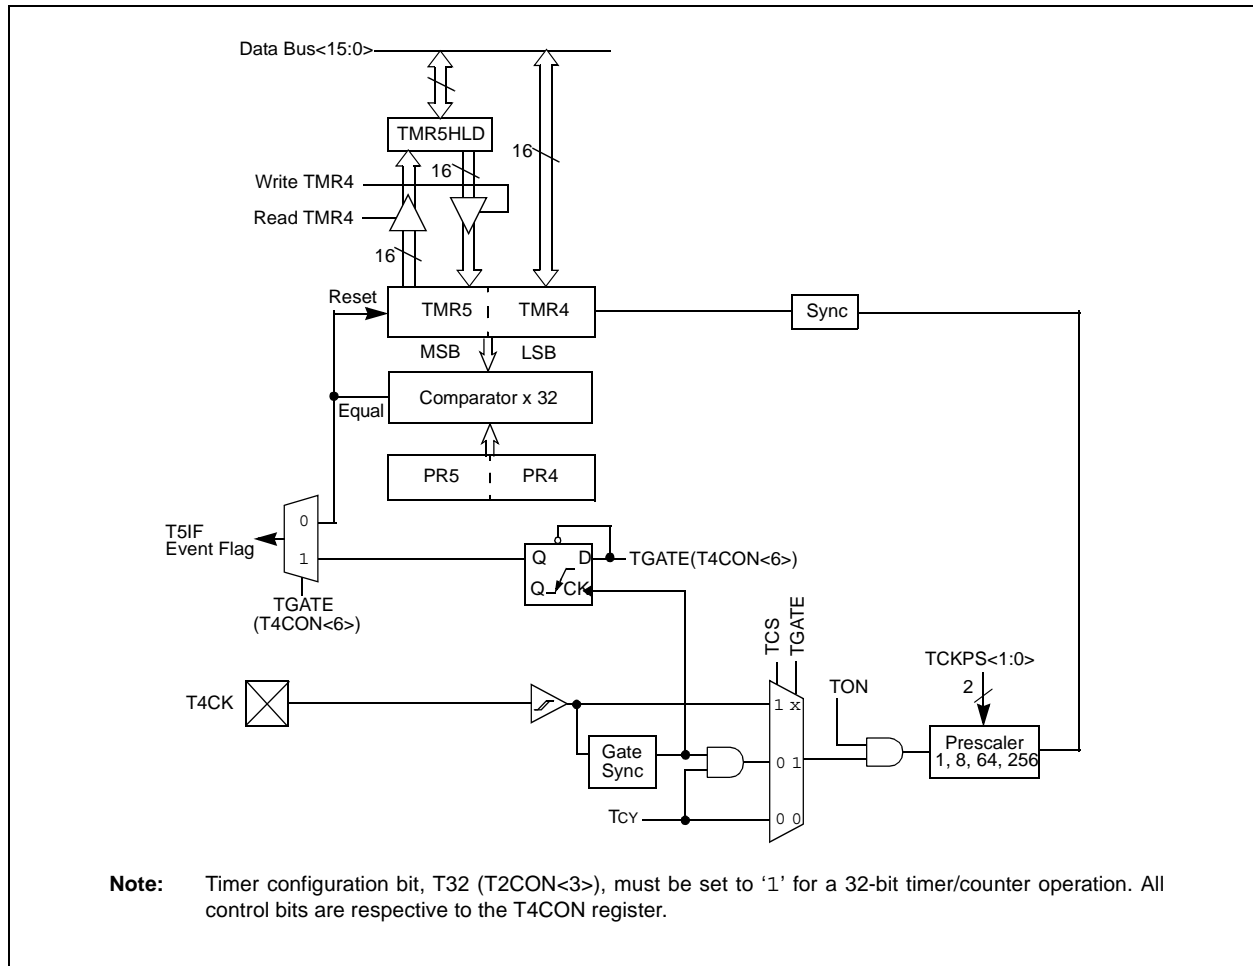 Data Bus<15:0>
TMR5HLD
16
16
Write TMR4
Read TMR4
16
Reset
TMR5
TMR4
Sync
MSB
LSB
Equal
Comparator x 32
PR5
PR4
T5IF
Event Flag
0
1
Q
D
TGATE(T4CON<6>)
Q
CK
TGATE
(T4CON<6>)
TCS
TGATE
TCKPS<1:0>
2
TON
T4CK
1 x
Gate
Sync
0 1
Prescaler
1, 8, 64, 256
TCY
0 0
Note: Timer configuration bit, T32 (T2CON<3>), must be set to ‘1’ for a 32-bit timer/counter operation. All
control bits are respective to the T4CON register.